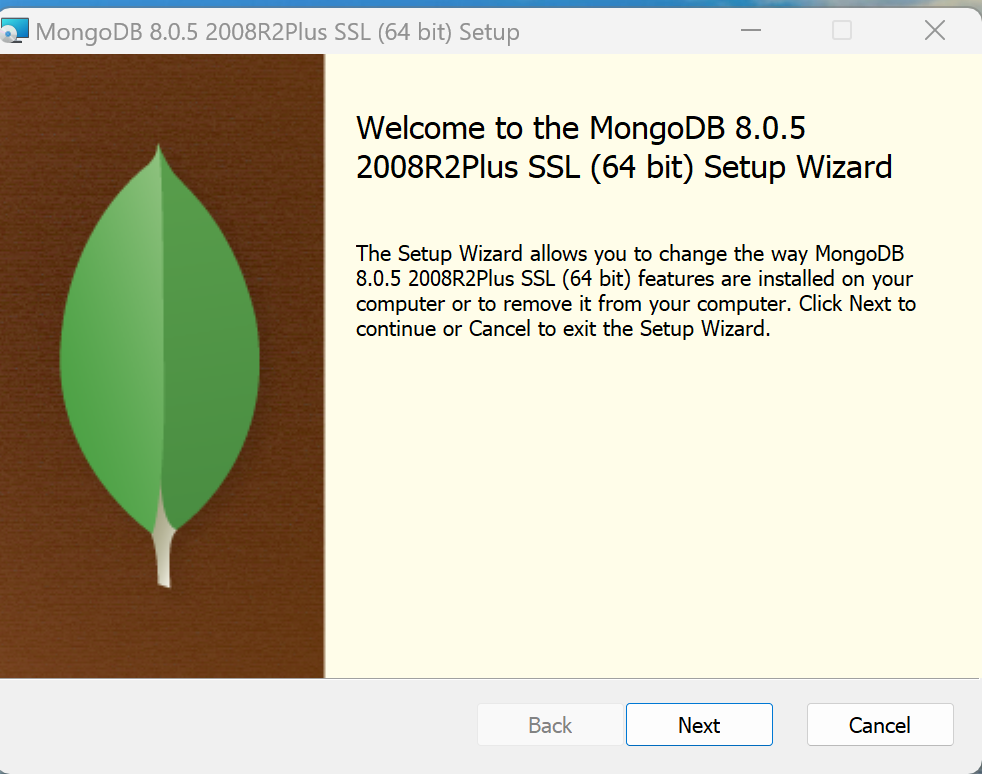 MongoDB 8.0.5 2008R2Plus SSL (64 bit) Setup
Welcome to the MongoDB 8.0.5
2008R2Plus SSL (64 bit) Setup Wizard
The Setup Wizard allows you to change the way MongoDB
8.0.5 2008R2Plus SSL (64 bit) features are installed on your
computer or to remove it from your computer. Click Next to
continue or Cancel to exit the Setup Wizard.
Back
Next
Cancel